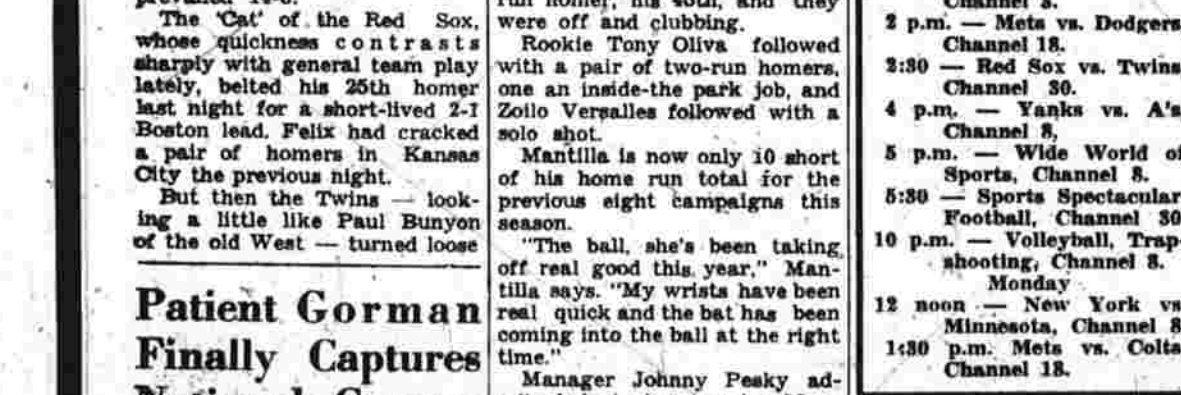 The 'Cat' of the Red Sox,
whose quickness contrasts
sharply with general team play
lately, belted his 25th homer
last night for a short-lived 2-1
Boston lead. Felix had cracked
a pair of homers in Kansas
City the previous night.
But then the Twins — look-
ing a little like Paul Bunyon
of the old West — turned loose
Patient Gorman
Finally Captures
run homer, his
and they
were off and clubbing.
Rookie Tony Oliva followed
with a pair of two-run homers,
one an inside-the park job, and
Zoilo Versalles followed with a
solo shot.
Mantilla is now only 10 short
of his home run total for the
previous eight campaigns this
season.
"The ball, she's been taking
off real good this year," Man-
tilla says. "My wrists have been
real quick and the bat has been
coming into the ball at the right
time."
Manager Johnny Pesky ad-
Channel 8.
2 p.m. — Mets vs. Dodgers
Channel 18.
2:30 — Red Sox vs. Twins
Channel 30.
4 p.m. — Yanks vs. A's
Channel 8,
5 p.m. — Wide World of
Sports, Channel 8.
5:30 — Sports Spectacular
Football, Channel 30
10 p.m. — Volleyball, Trap-
shooting, Channel 8.
Monday
12 noon — New York vs
Minnesota, Channel 8
1:30 p.m. Mets vs. Colts
Channel 18.